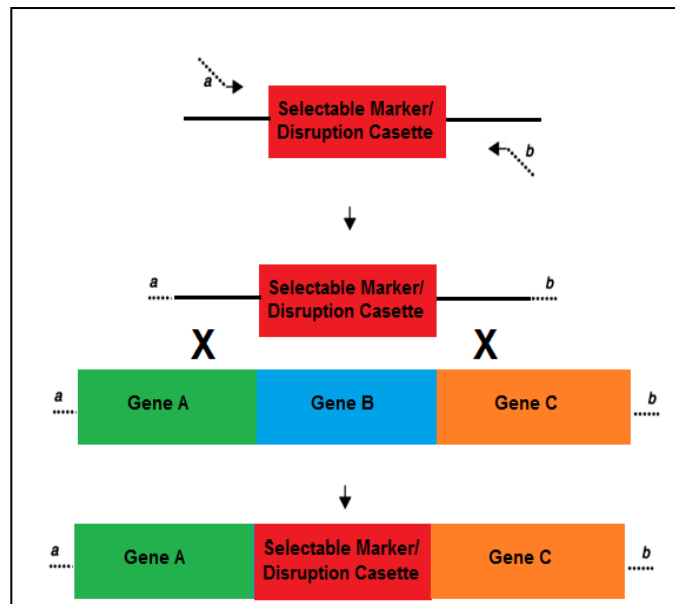 a
Selectable Marker/
Disruption Casette
b
a
Selectable Marker/
Disruption Casette
b
X X
a
Gene A
Gene B
Gene C
b
a
Gene A
Selectable Marker/
Disruption Casette
Gene C
b